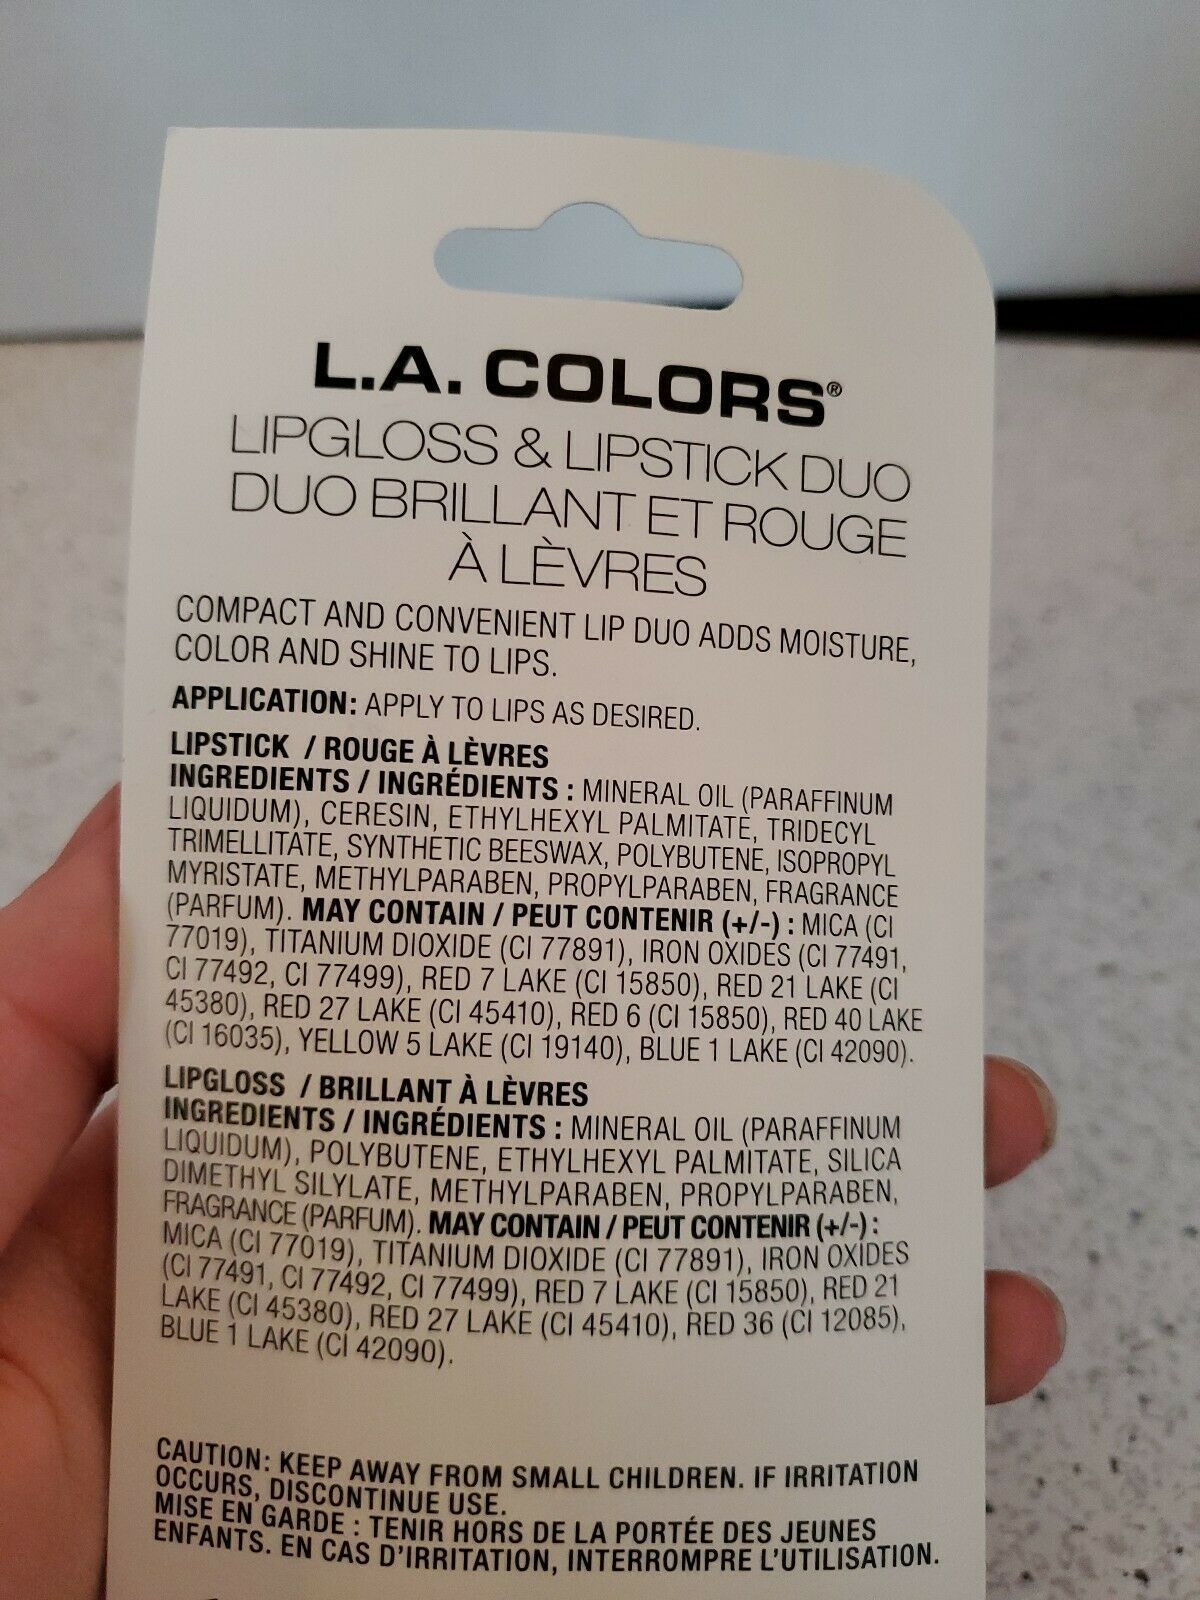 L.A. COLORS®
LIPGLOSS & LIPSTICK DUO
DUO BRILLANT ET ROUGE
À LÈVRES
COMPACT AND CONVENIENT LIP DUO ADDS MOISTURE,
COLOR AND SHINE TO LIPS.
APPLICATION: APPLY TO LIPS AS DESIRED.
LIPSTICK / ROUGE À LÈVRES
INGREDIENTS / INGRÉDIENTS : MINERAL OIL (PARAFFINUM
LIQUIDUM), CERESIN, ETHYLHEXYL PALMITATE, TRIDECYL
TRIMELLITATE, SYNTHETIC BEESWAX, POLYBUTENE, ISOPROPYL
MYRISTATE, METHYLPARABEN, PROPYLPARABEN, FRAGRANCE
(PARFUM). MAY CONTAIN / PEUT CONTENIR (+/-) : MICA (CI
77019), TITANIUM DIOXIDE (CI 77891), IRON OXIDES (CI 77491,
CI 77492, CI 77499), RED 7 LAKE (CI 15850), RED 21 LAKE (CI
45380), RED 27 LAKE (CI 45410), RED 6 (CI 15850), RED 40 LAKE
(CI 16035), YELLOW 5 LAKE (CI 19140), BLUE 1 LAKE (CI 42090).
LIPGLOSS / BRILLANT À LÈVRES
INGREDIENTS / INGRÉDIENTS : MINERAL OIL (PARAFFINUM
LIQUIDUM), POLYBUTENE, ETHYLHEXYL PALMITATE, SILICA
DIMETHYL SILYLATE, METHYLPARABEN, PROPYLPARABEN,
FRAGRANCE (PARFUM). MAY CONTAIN / PEUT CONTENIR (+/-) :
MICA (CI 77019), TITANIUM DIOXIDE (CI 77891), IRON OXIDES
(CI 77491, CI 77492, CI 77499), RED 7 LAKE (CI 15850), RED 21
LAKE (CI 45380), RED 27 LAKE (CI 45410), RED 36 (CI 12085),
BLUE 1 LAKE (CI 42090).
CAUTION: KEEP AWAY FROM SMALL CHILDREN. IF IRRITATION
OCCURS, DISCONTINUE USE.
MISE EN GARDE : TENIR HORS DE LA PORTÉE DES JEUNES
ENFANTS. EN CAS D'IRRITATION, INTERROMPRE L'UTILISATION.